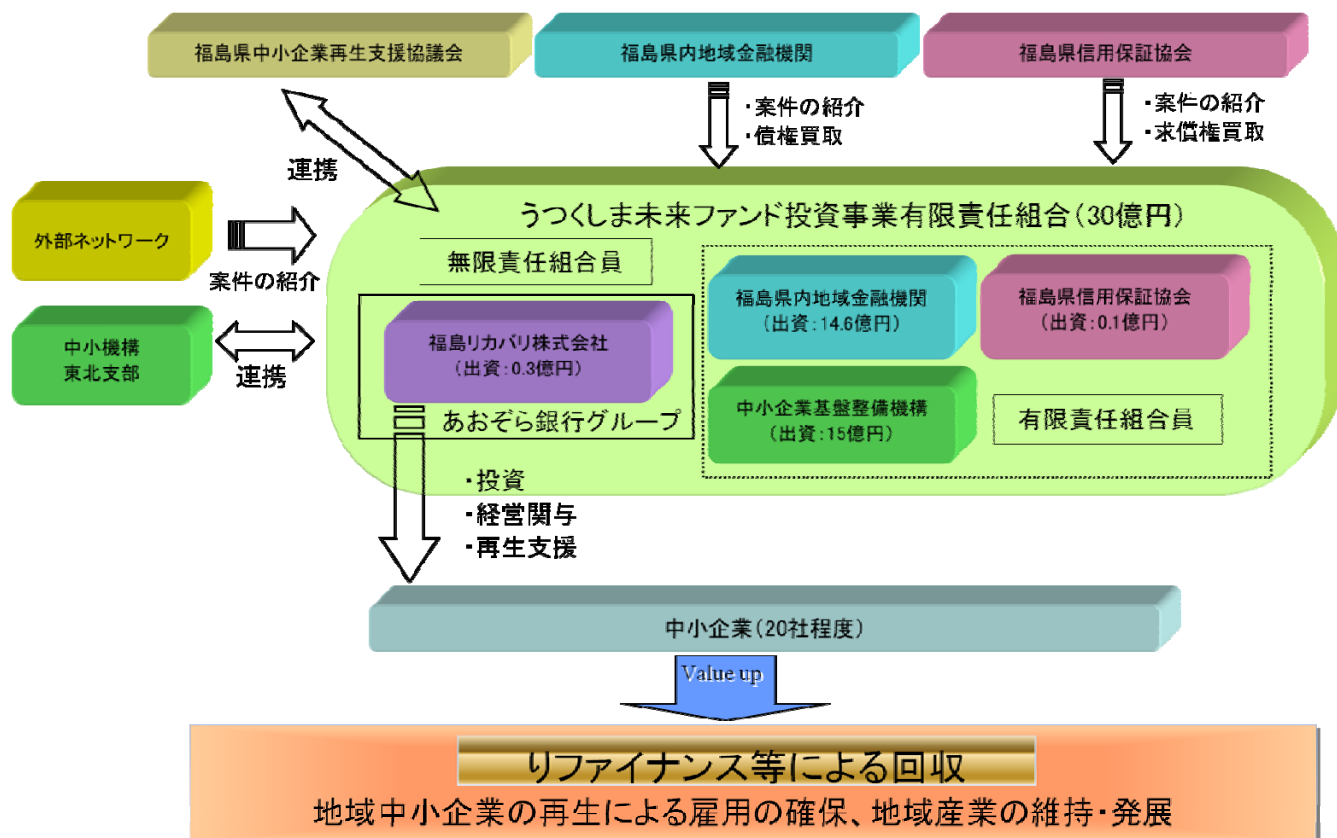 福島県中小企業再生支援協議会
福島県内地域金融機関
福島県信用保証協会
・案件の紹介
・債権買取
・案件の紹介
・求償権買取
連携
外部ネットワーク
案件の紹介
中小機構
東北支部
連携
うつくしま未来ファンド投資事業有限責任組合(30億円)
無限責任組合員
福島リカバリ株式会社
(出資:0.3億円)
あおぞら銀行グループ
福島県内地域金融機関
(出資:14.6億円)
福島県信用保証協会
(出資:0.1億円)
中小企業基盤整備機構
(出資:15億円)
有限責任組合員
・投資
・経営関与
・再生支援
中小企業(20社程度)
Value up
リファイナンス等による回収
地域中小企業の再生による雇用の確保、地域産業の維持・発展